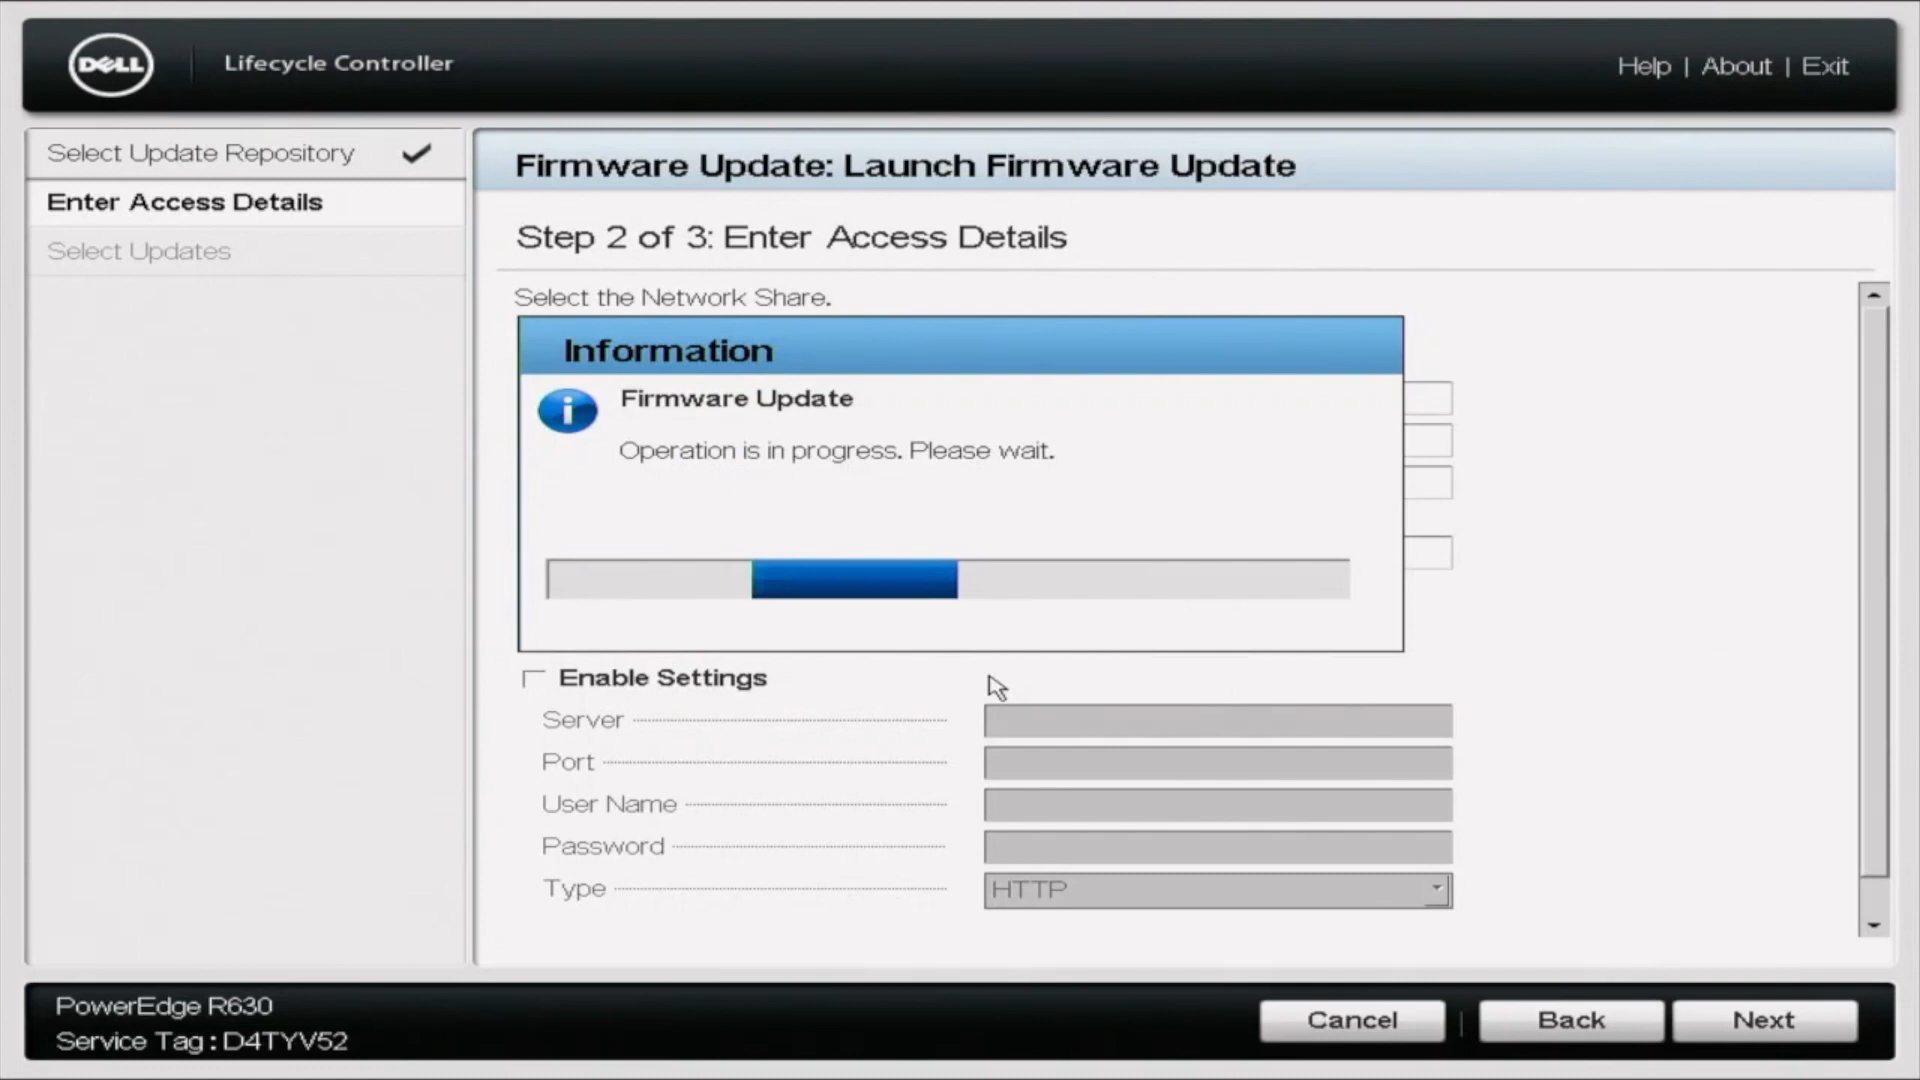 DELL
Lifecycle Controller
Help | About | Exit
Select Update Repository
Enter Access Details
Select Updates
Firmware Update: Launch Firmware Update
Step 2 of 3: Enter Access Details
Select the Network Share.
Information
i
Firmware Update
Operation is in progress. Please wait.
Enable Settings
Server
Port
User Name
Password
Type HTTP
PowerEdge R630
Service Tag : D4TYV52
Cancel | Back Next